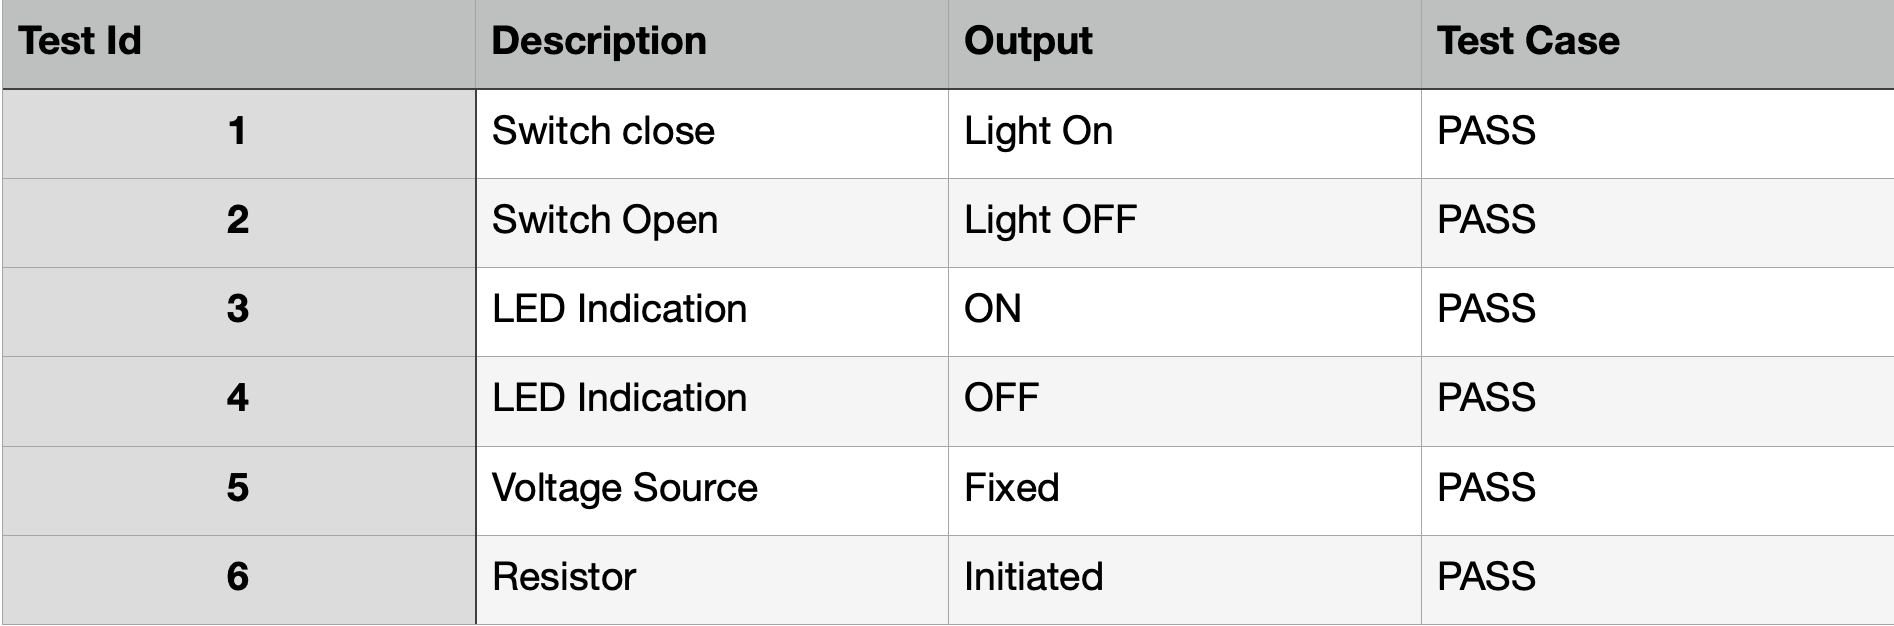 Test Id Description Output Test Case
1 Switch close Light On PASS
2 Switch Open Light OFF PASS
3 LED Indication ON PASS
4 LED Indication OFF PASS
5 Voltage Source Fixed PASS
6 Resistor Initiated PASS